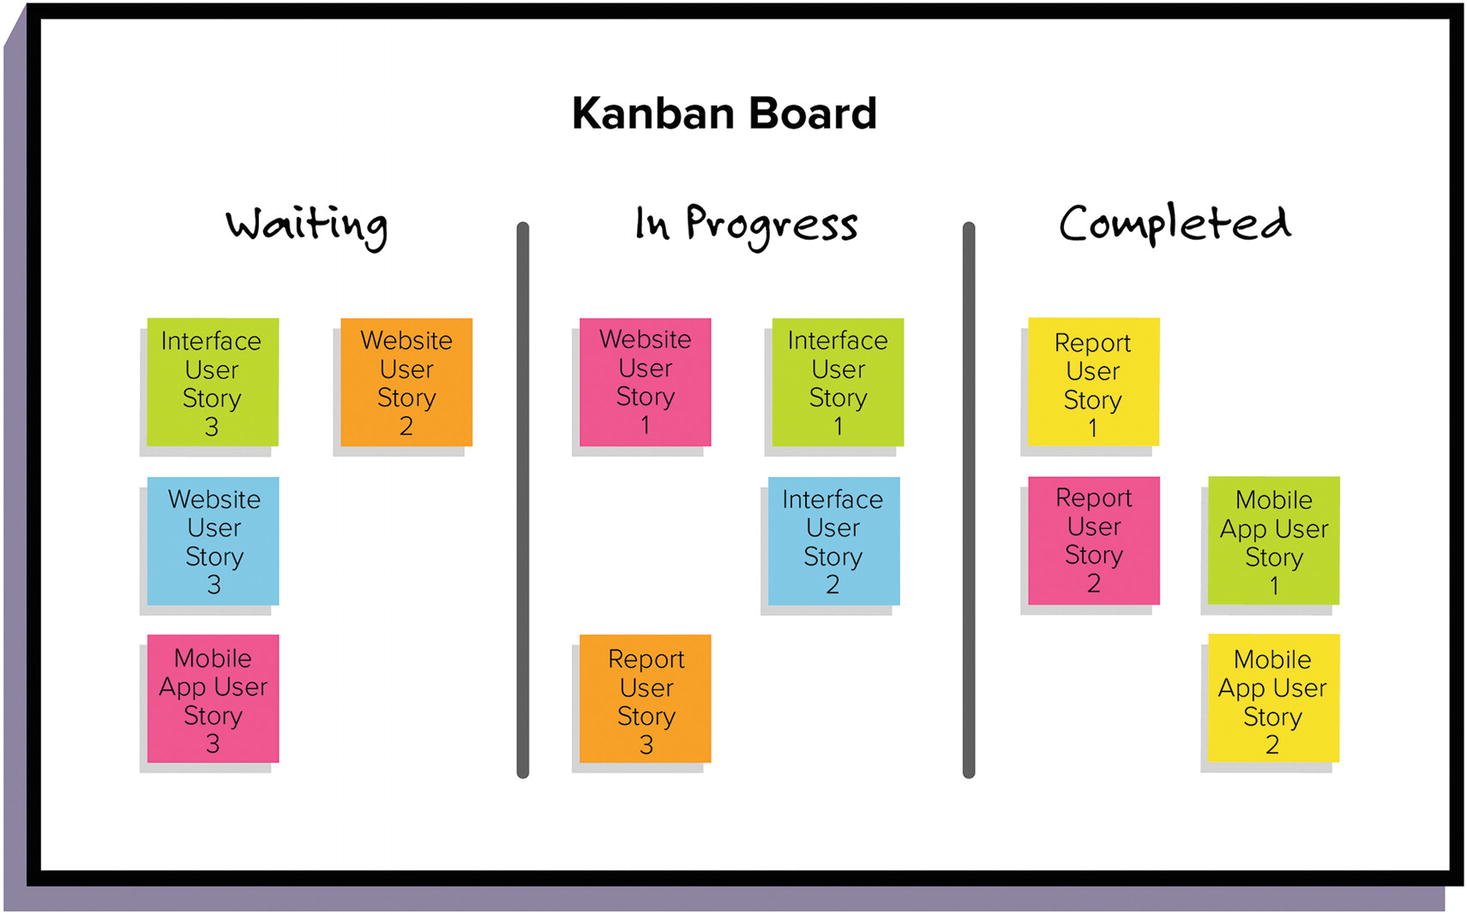 Kanban Board
Waiting
Interface
User
Story
3
Website
User
Story
2
Website
User
Story
3
Mobile
App User
Story
3
In Progress
Website
User
Story
1
Interface
User
Story
1
Interface
User
Story
2
Report
User
Story
3
Completed
Report
User
Story
1
Report
User
Story
2
Mobile
App User
Story
1
Mobile
App User
Story
2